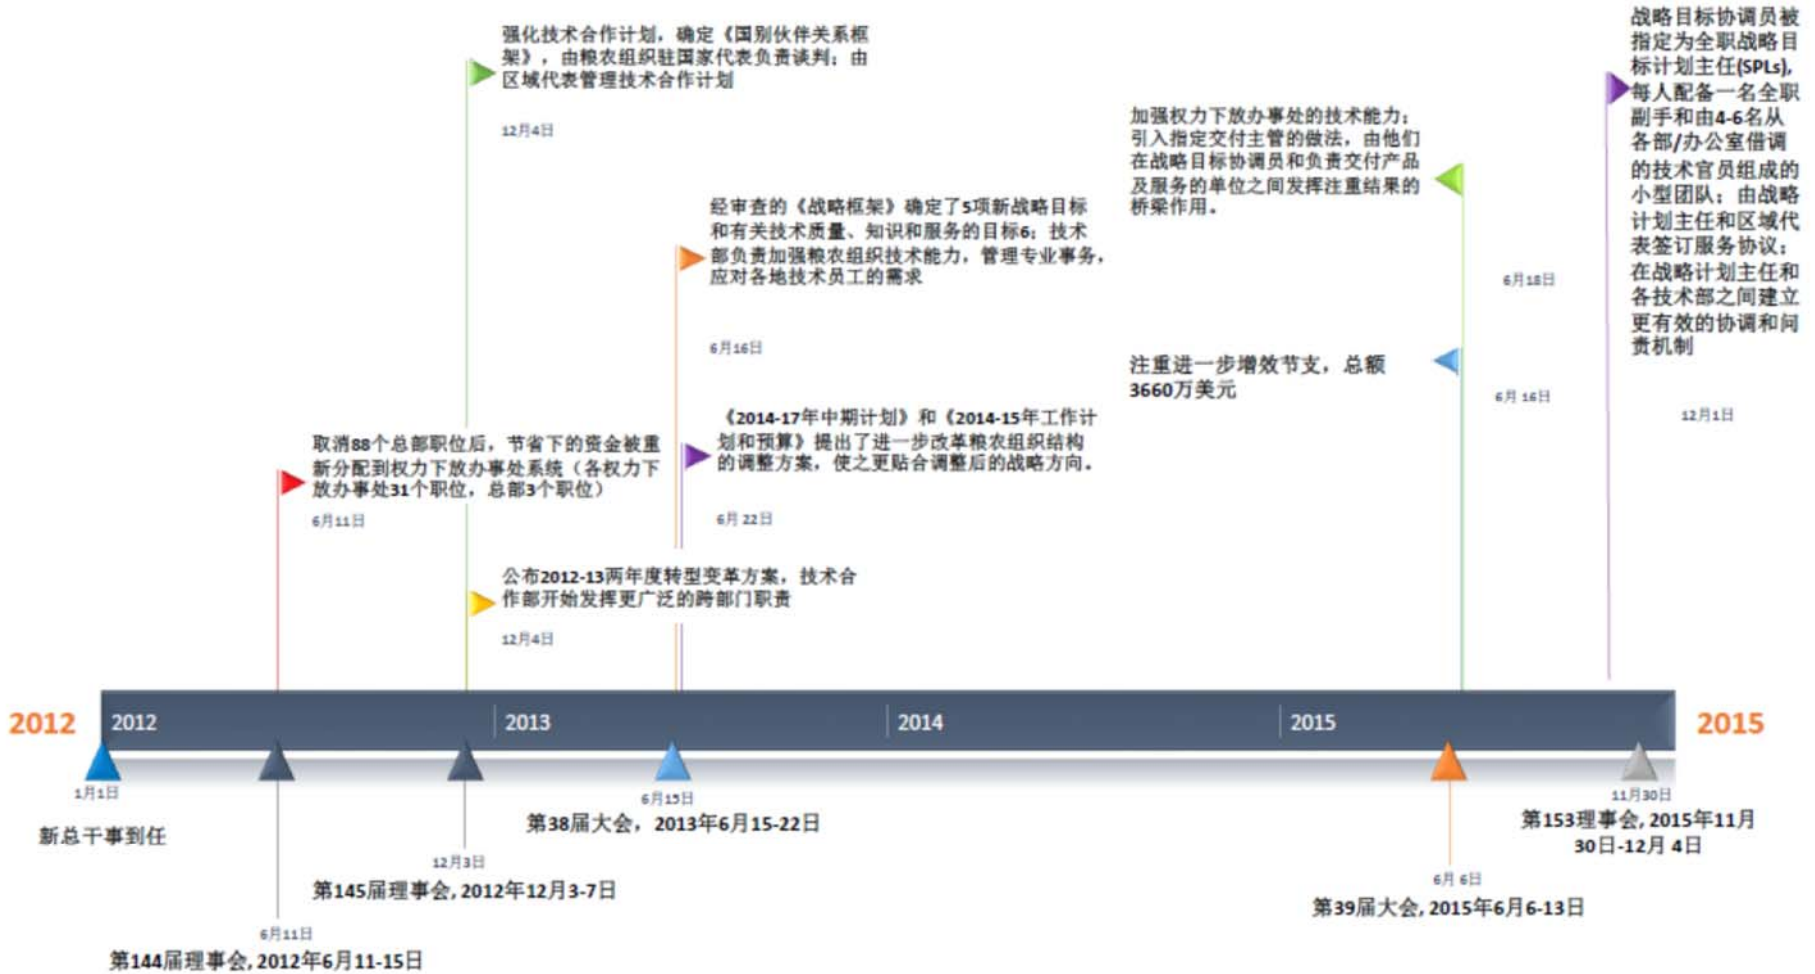 强化技术合作计划，确定《国别伙伴关系框
架》，由粮农组织驻国家代表负责谈判；由
区域代表管理技术合作计划
12月4日
经审查的《战略框架》确定了5项新战略目标
和有关技术质量、知识和服务的目标6；技术
部负责加强粮农组织技术能力，管理专业事务，
应对各地技术员工的需求
6月16日
《2014-17年中期计划》和《2014-15年工作计
划和预算》提出了进一步改革粮农组织结构
的调整方案，使之更贴合调整后的战略方向。
6月 22日
取消88个总部职位后，节省下的资金被重
新分配到权力下放办事处系统（各权力下
放办事处31个职位，总部3个职位）
6月11日
公布2012-13两年度转型变革方案，技术合
作部开始发挥更广泛的跨部门职责
12月4日
加强权力下放办事处的技术能力；
引入指定交付主管的做法，由他们
在战略目标协调员和负责交付产品
及服务的单位之间发挥注重结果的
桥梁作用。
6月18日
注重进一步增效节支，总额
3660万美元
6月 16日
战略目标协调员被
指定为全职战略目
标计划主任(SPLs),
每人配备一名全职
副手和由4-6名从
各部/办公室借调
的技术官员组成的
小型团队；由战略
计划主任和区域代
表签订服务协议；
在战略计划主任和
各技术部之间建立
更有效的协调和问
责机制
12月1日
2012
2012
2013
2014
2015
2015
1月1日
新总干事到任
6月11日
第144届理事会, 2012年6月11-15日
12月3日
第145届理事会, 2012年12月3-7日
6月15日
第38届大会，2013年6月15-22日
6月 6日
第39届大会, 2015年6月6-13日
11月30日
第153理事会, 2015年11月
30日-12月 4日